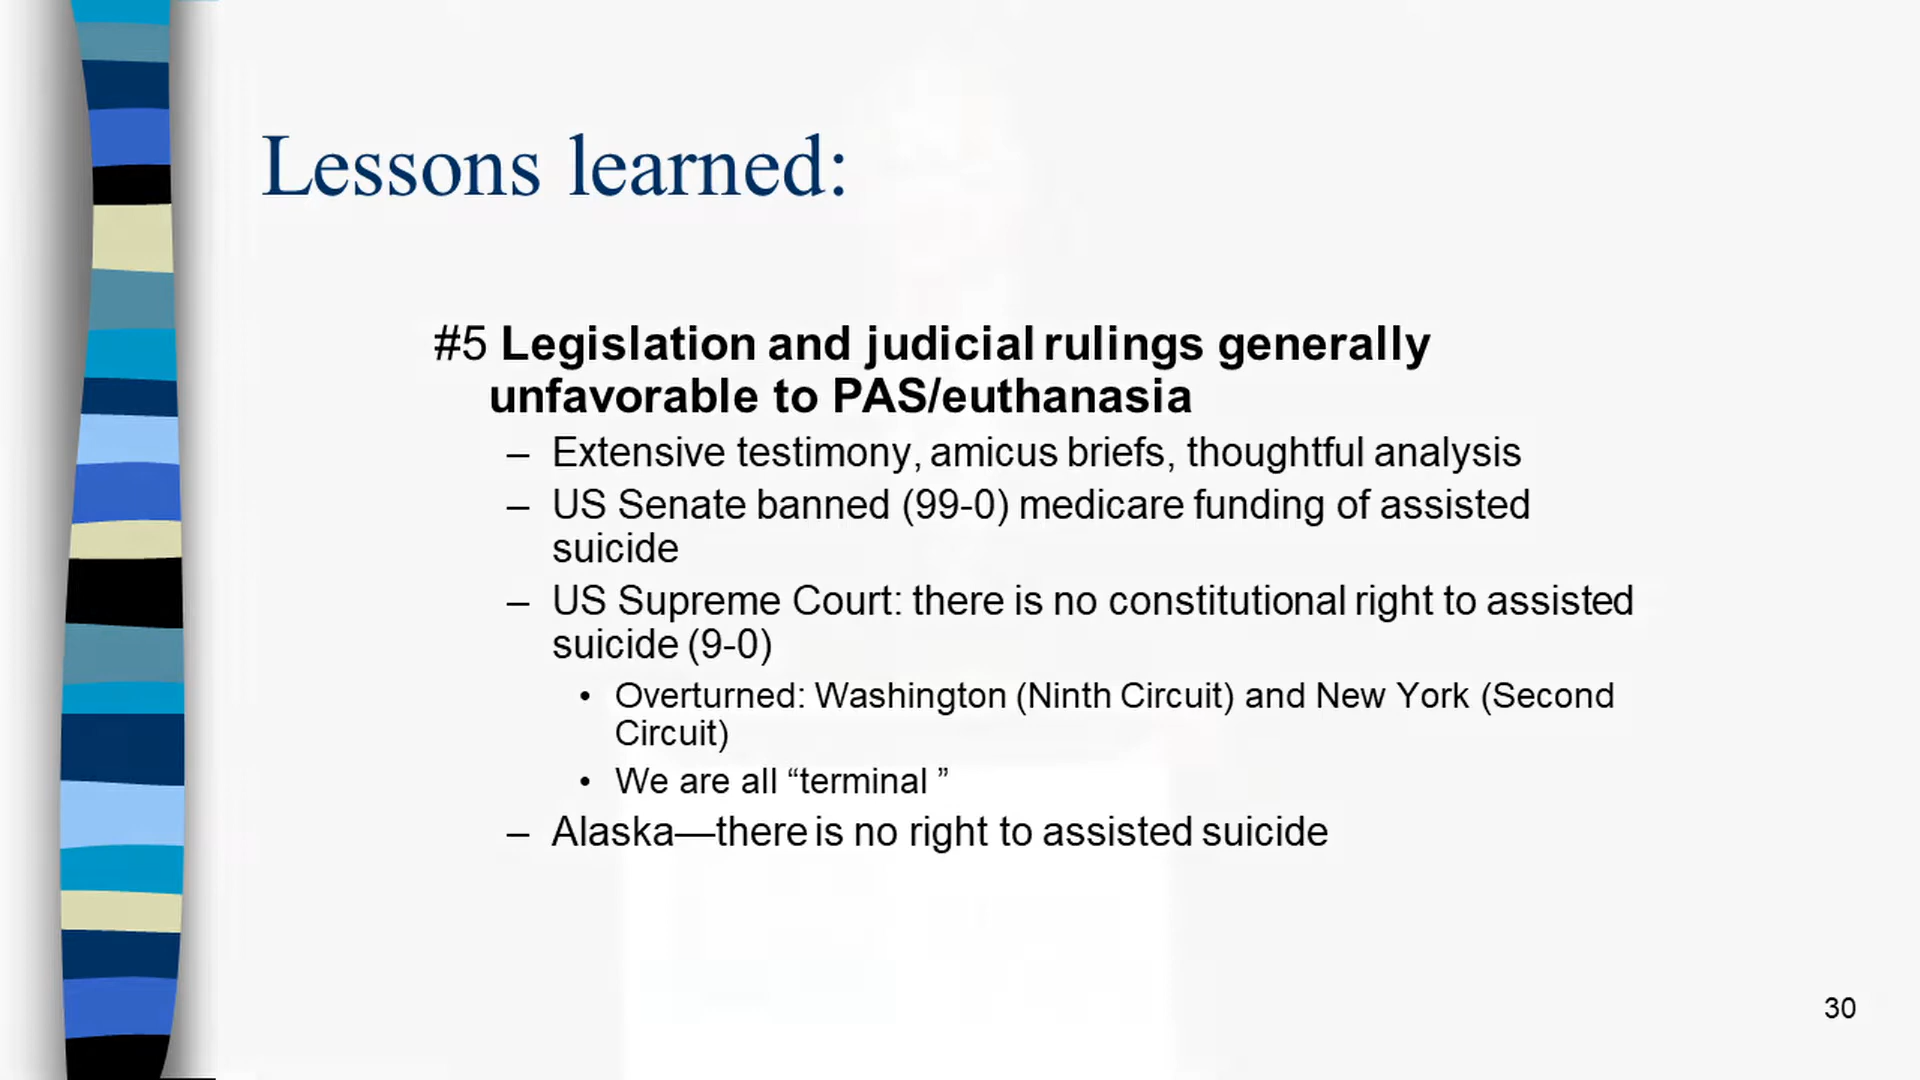 Lessons learned:
#5 Legislation and judicial rulings generally
unfavorable to PAS/euthanasia
– Extensive testimony, amicus briefs, thoughtful analysis
– US Senate banned (99-0) medicare funding of assisted
suicide
– US Supreme Court: there is no constitutional right to assisted
suicide (9-0)
• Overturned: Washington (Ninth Circuit) and New York (Second
Circuit)
• We are all “terminal ”
– Alaska—there is no right to assisted suicide
30